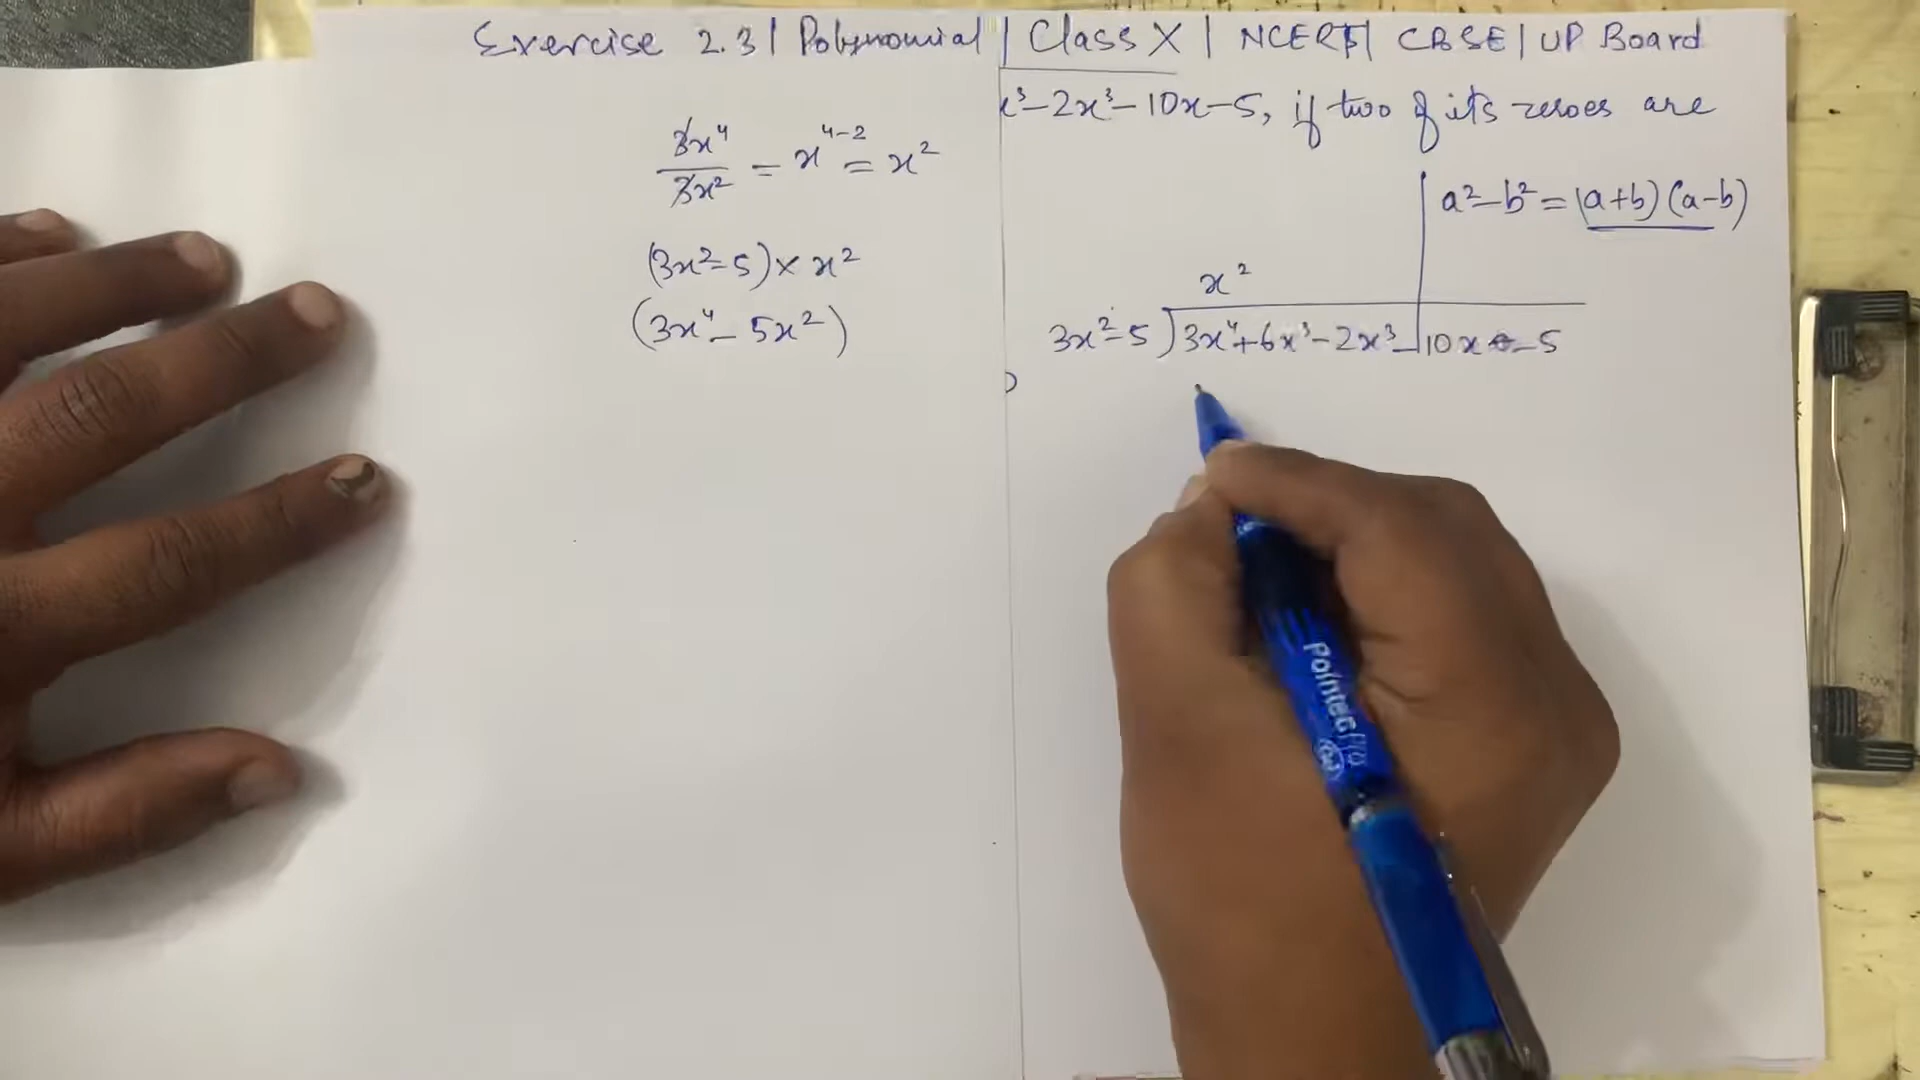 Exercise 2.3 | Polynomial | Class X | NCERT | CBSE | UP Board
x³-2x³-10x-5, if two of its zeroes are
3x⁴/3x² = x⁴⁻² = x²
a²-b²=(a+b)(a-b)
(3x²-5)×x²
(3x⁴-5x²)
x²
3x²-5)3x⁴+6x³-2x³-10x-5
Pointec Pro